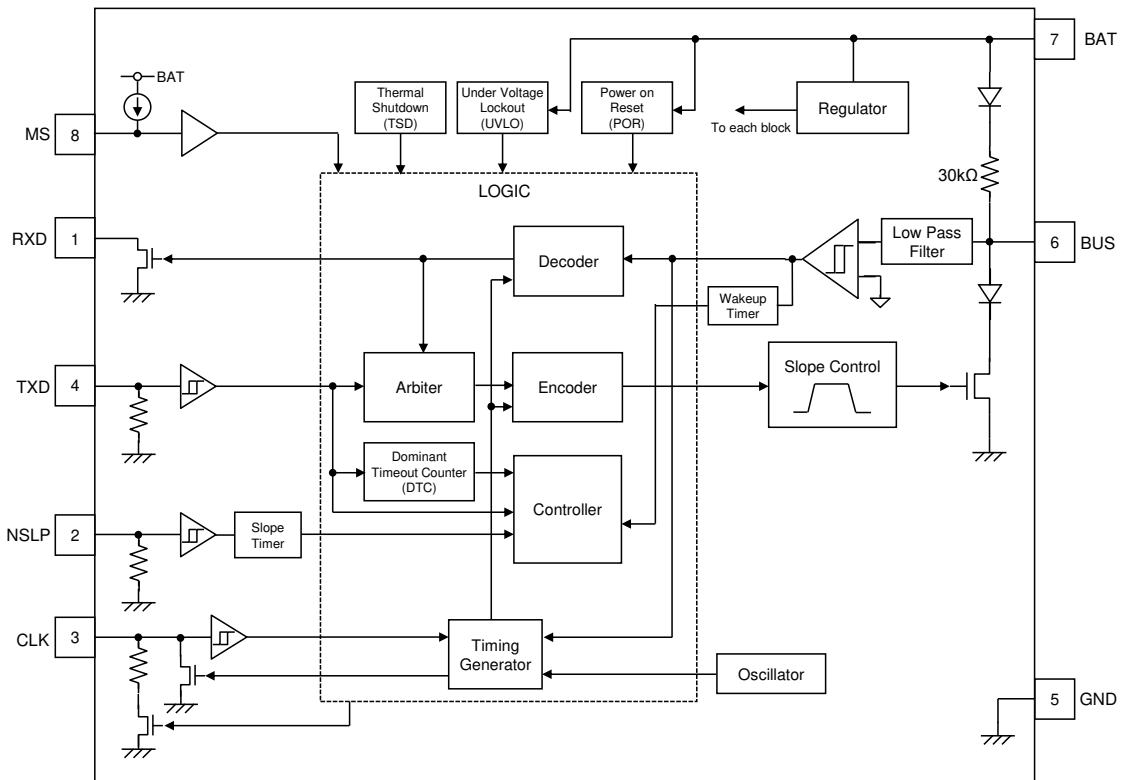 7
BAT
BAT
Thermal
Shutdown
(TSD)
Under Voltage
Lockout
(UVLO)
Power on
Reset
(POR)
Regulator
To each block
MS
8
LOGIC
30kΩ
RXD
1
Decoder
Low Pass
Filter
6
BUS
Wakeup
Timer
TXD
4
Arbiter
Encoder
Slope Control
Dominant
Timeout Counter
(DTC)
Controller
NSLP
2
Slope
Timer
CLK
3
Timing
Generator
Oscillator
5
GND